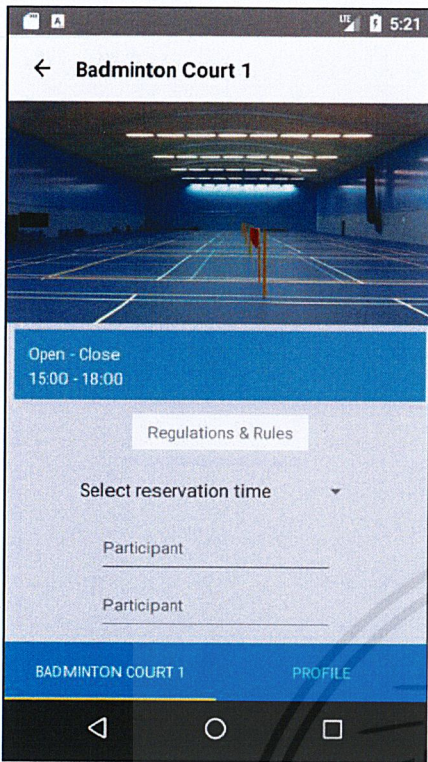 LTE 5:21
Badminton Court 1
Open - Close
15:00 - 18:00
Regulations & Rules
Select reservation time
Participant
Participant
BADMINTON COURT 1 PROFILE